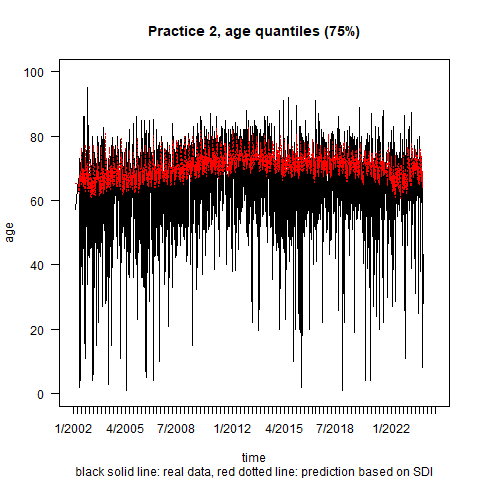 Practice 2, age quantiles (75%)
100
80
60
40
20
0
age
1/2002 4/2005 7/2008 1/2012 4/2015 7/2018 1/2022
time
black solid line: real data, red dotted line: prediction based on SDI